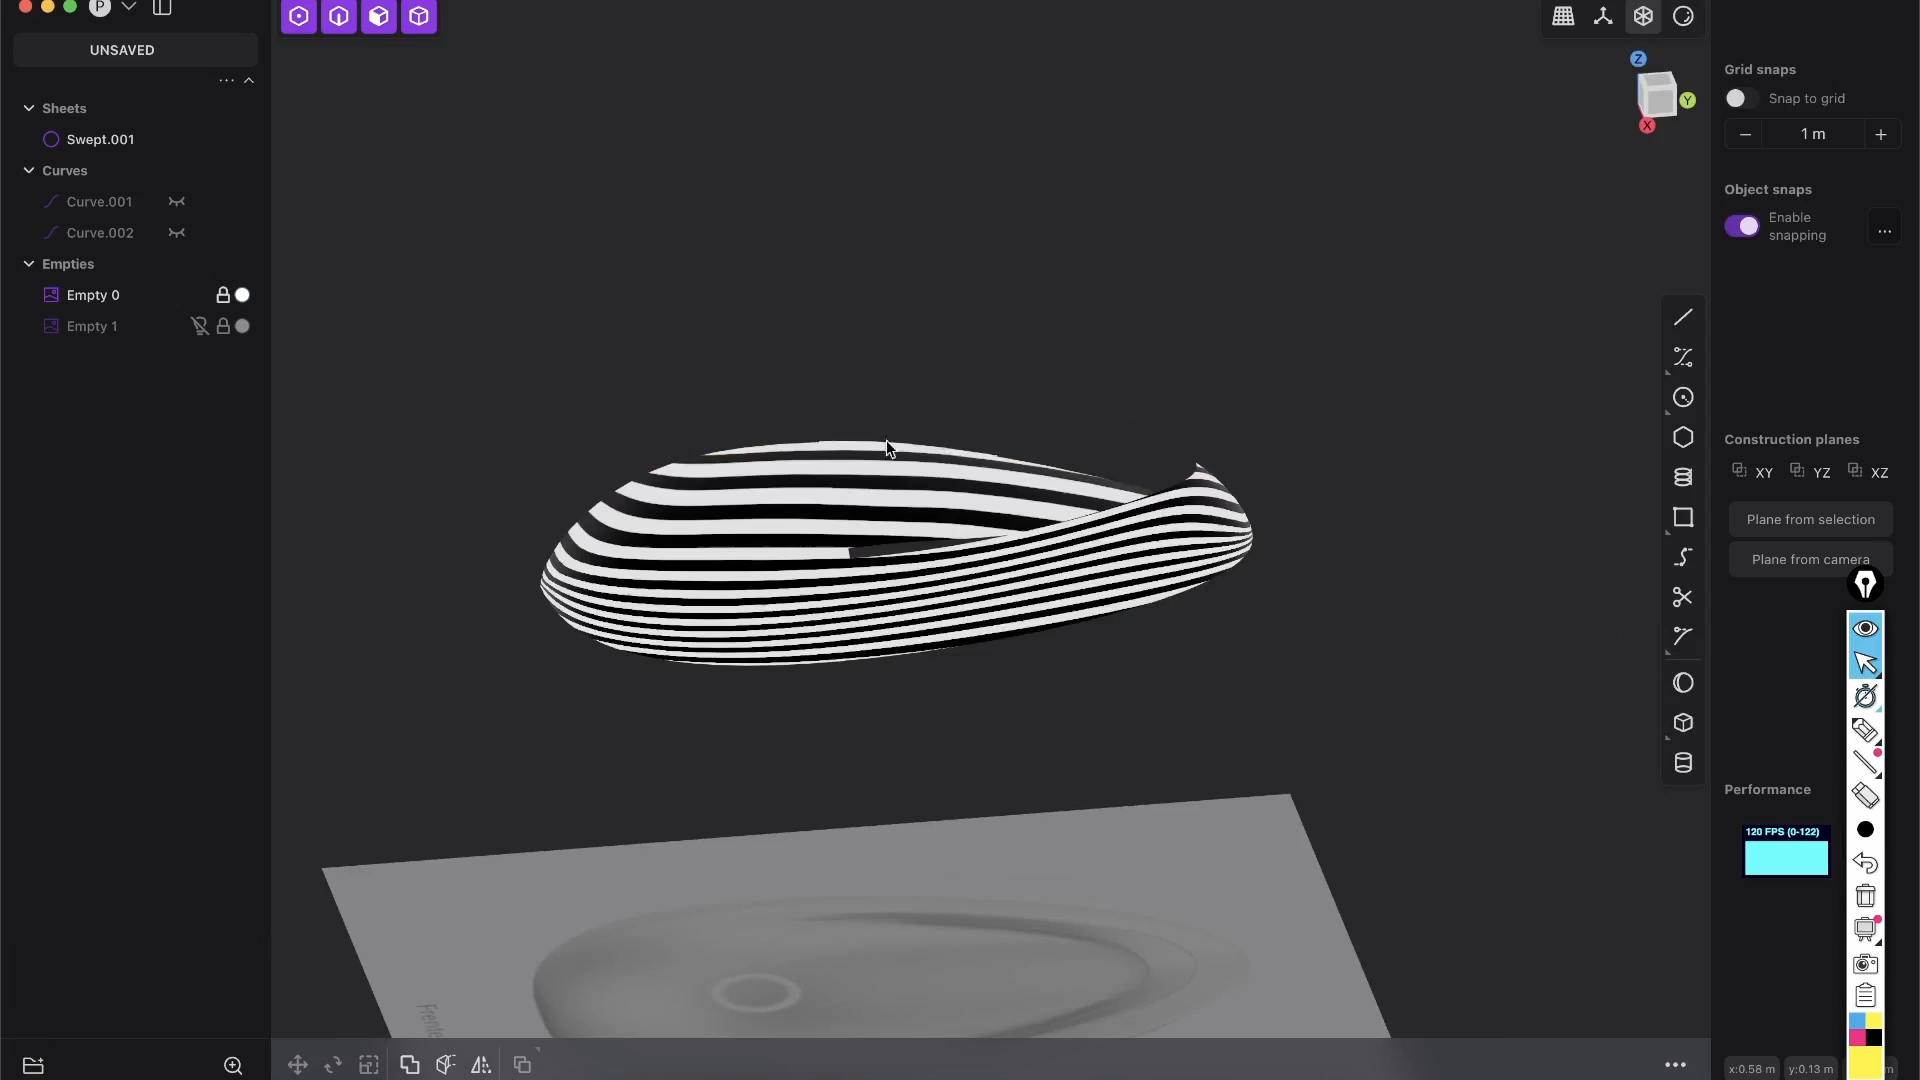 P
UNSAVED
Sheets
Swept.001
Curves
Curve.001
Curve.002
Empties
Empty 0
Empty 1
Z
Y
X
Grid snaps
Snap to grid
1 m
Object snaps
Enable
snapping
...
Construction planes
XY YZ XZ
Plane from selection
Plane from camera
Performance
120 FPS (0-122)
Frente
x:0.58 m y:0.13 m m